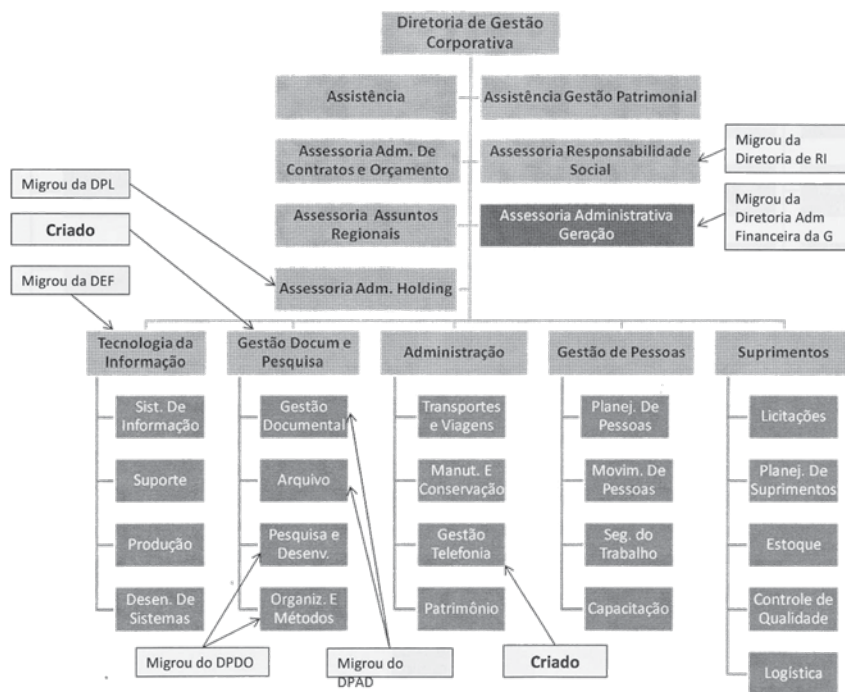 Diretoria de Gestão
Corporativa
Assistência
Assistência Gestão Patrimonial
Assessoria Adm. De
Contratos e Orçamento
Assessoria Responsabilidade
Social
Migrou da
Diretoria de RI
Migrou da DPL
Assessoria Assuntos
Regionais
Assessoria Administrativa
Geração
Migrou da
Diretoria Adm
Financeira da G
Criado
Migrou da DEF
Assessoria Adm. Holding
Tecnologia da
Informação
Gestão Docum e
Pesquisa
Administração
Gestão de Pessoas
Suprimentos
Sist. De
Informação
Gestão
Documental
Transportes
e Viagens
Planej. De
Pessoas
Licitações
Suporte
Arquivo
Manut. E
Conservação
Movim. De
Pessoas
Planej. De
Suprimentos
Produção
Pesquisa e
Desenv.
Gestão
Telefonia
Seg. do
Trabalho
Estoque
Desen. De
Sistemas
Organiz. E
Métodos
Patrimônio
Capacitação
Controle de
Qualidade
Migrou do DPDO
Migrou do
DPAD
Criado
Logística